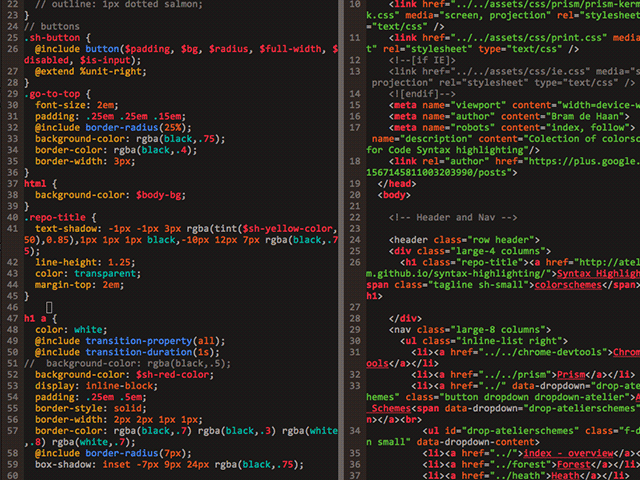 22 // outline: 1px dotted salmon;
23 }
24 // buttons
25 .sh-button {
26 @include button($padding, $bg, $radius, $full-width, $
disabled, $is-input);
27 @extend %unit-right;
28 }
29 .go-to-top {
30 font-size: 2em;
31 padding: .25em .25em .15em;
32 @include border-radius(25%);
33 background-color: rgba(black,.75);
34 border-color: rgba(black,.4);
35 border-width: 3px;
36 }
37 html {
38 background-color: $body-bg;
39 }
40 .repo-title {
41 text-shadow: -1px -1px 3px rgba(tint($sh-yellow-color,
50),0.85),1px 1px 1px black,-10px 12px 7px rgba(black,.7
5);
42 line-height: 1.25;
43 color: transparent;
44 margin-top: 2em;
45 }
46
47 h1 a {
48 color: white;
49 @include transition-property(all);
50 @include transition-duration(1s);
51 // background-color: rgba(black,.5);
52 background-color: $sh-red-color;
53 display: inline-block;
54 padding: .25em .5em;
55 border-style: solid;
56 border-width: 2px 2px 1px 1px;
57 border-color: rgba(black,.7) rgba(black,.3) rgba(white
,.8) rgba(white,.7);
58 @include border-radius(7px);
59 box-shadow: inset -7px 9px 24px rgba(black,.75);
60
10 <link href="../../assets/css/prism/prism-kerm
k.css" media="screen, projection" rel="stylesheet
"text/css" />
11 <link href="../../assets/css/print.css" media
t" rel="stylesheet" type="text/css" />
12 <!--[if IE]>
13 <link href="../../assets/css/ie.css" media="s
projection" rel="stylesheet" type="text/css" />
14 <![endif]-->
15 <meta name="viewport" content="width=device-w
16 <meta name="author" content="Bram de Haan">
17 <meta name="robots" content="index, follow">
name="description" content="Colection of colorsc
for Code Syntax highlighting"/>
18 <link rel="author" href="https://plus.google.
1567145811003203990/posts">
19 </head>
20 <body>
21
22 <!-- Header and Nav -->
23
24 <header class="row header">
25 <div class="large-4 columns">
26 <h1 class="repo-title"><a href="http://atel
m.github.io/syntax-highlighting/">Syntax Highligh
span class="tagline sh-small">colorschemes</span>
h1>
27
28 </div>
29 <nav class="large-8 columns">
30 <ul class="inline-list right">
31 <li><a href="../../chrome-devtools">Chrom
ools</a></li>
32 <li><a href="../../prism">Prism</a></li>
33 <li><a href="../" data-dropdown="drop-ate
hemes" class="button dropdown dropdown-atelier">A
Schemes<span data-dropdown="drop-atelierschemes"
n></a><br>
34 <ul id="drop-atelierschemes" class="f-d
n small" data-dropdown-content>
35 <li><a href="../">index - overview</a></l
36 <li><a href="../forest">Forest</a></li>
37 <li><a href="../heath">Heath</a></li>